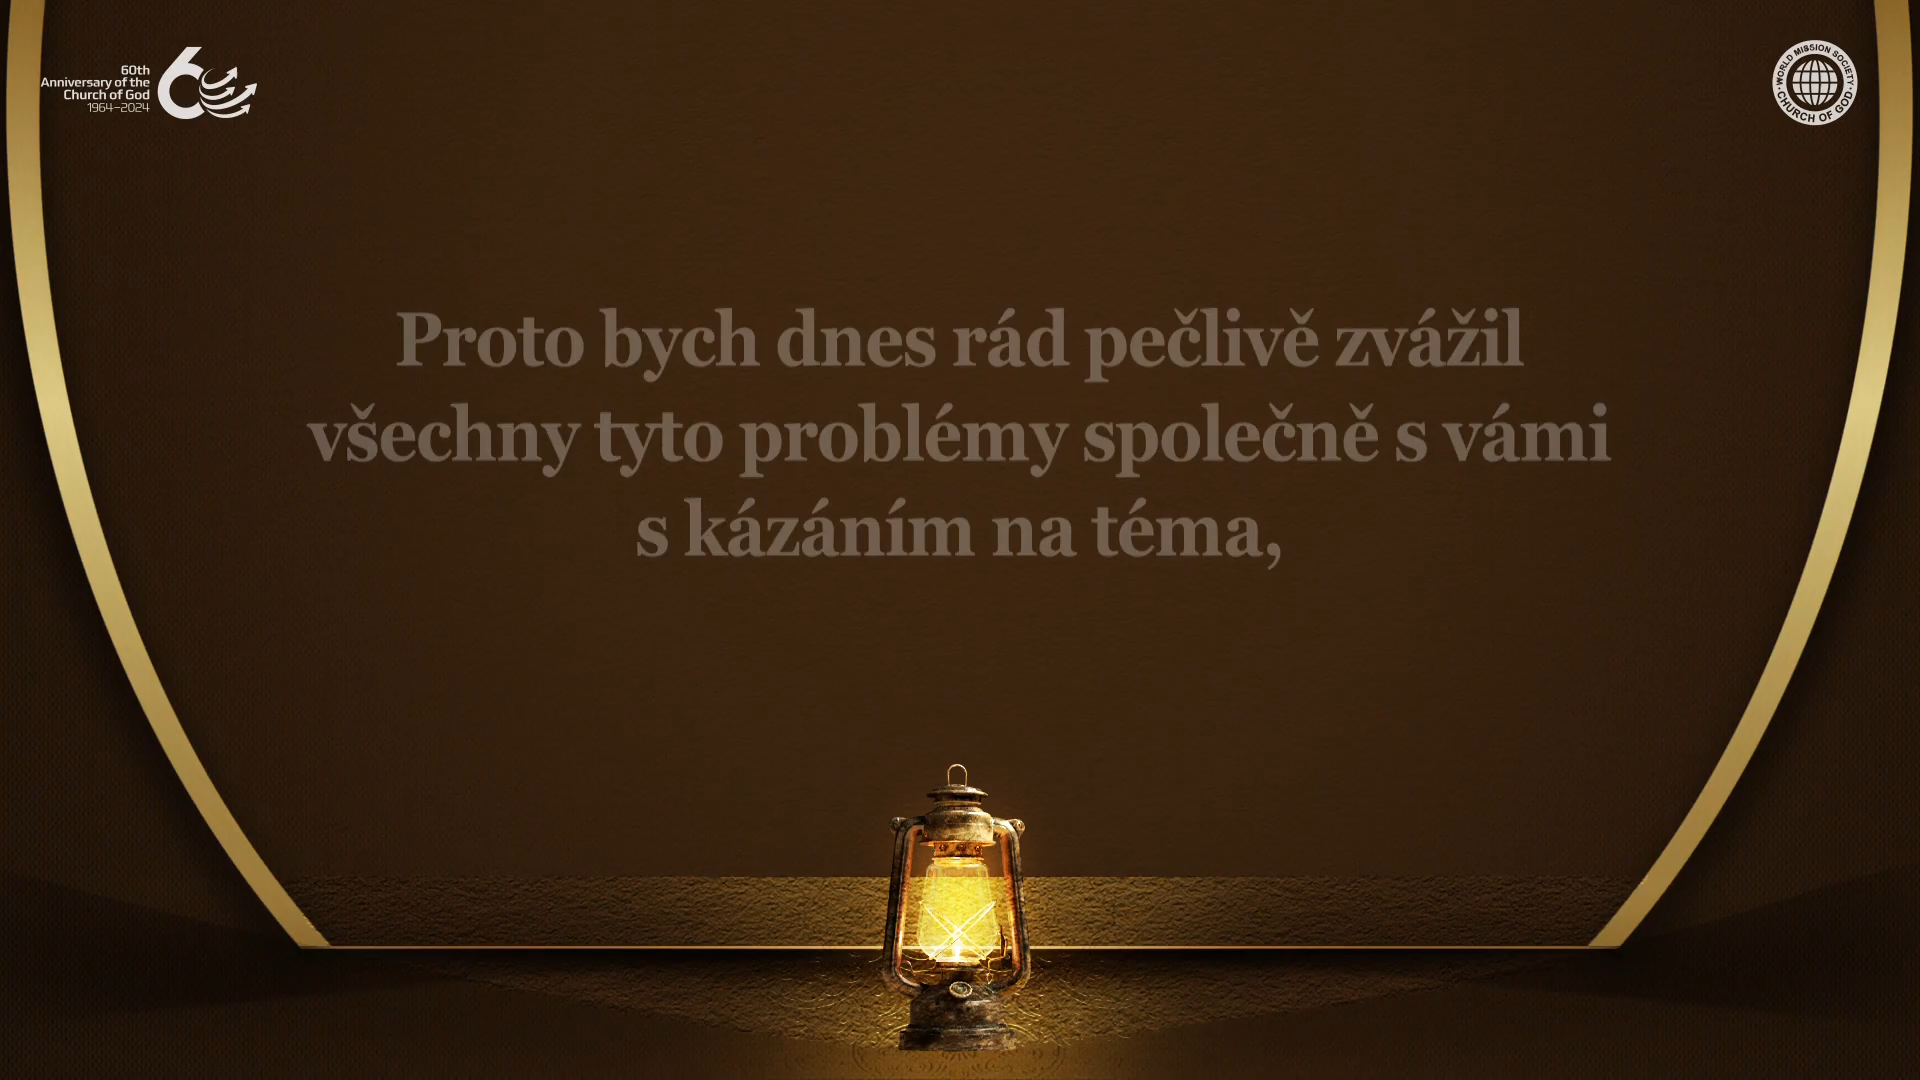 60th
Anniversary of the
Church of God
1964–2024
60
WORLD MISSION SOCIETY
CHURCH OF GOD
Proto bych dnes rád pečlivě zvážil
všechny tyto problémy společně s vámi
s kázáním na téma,